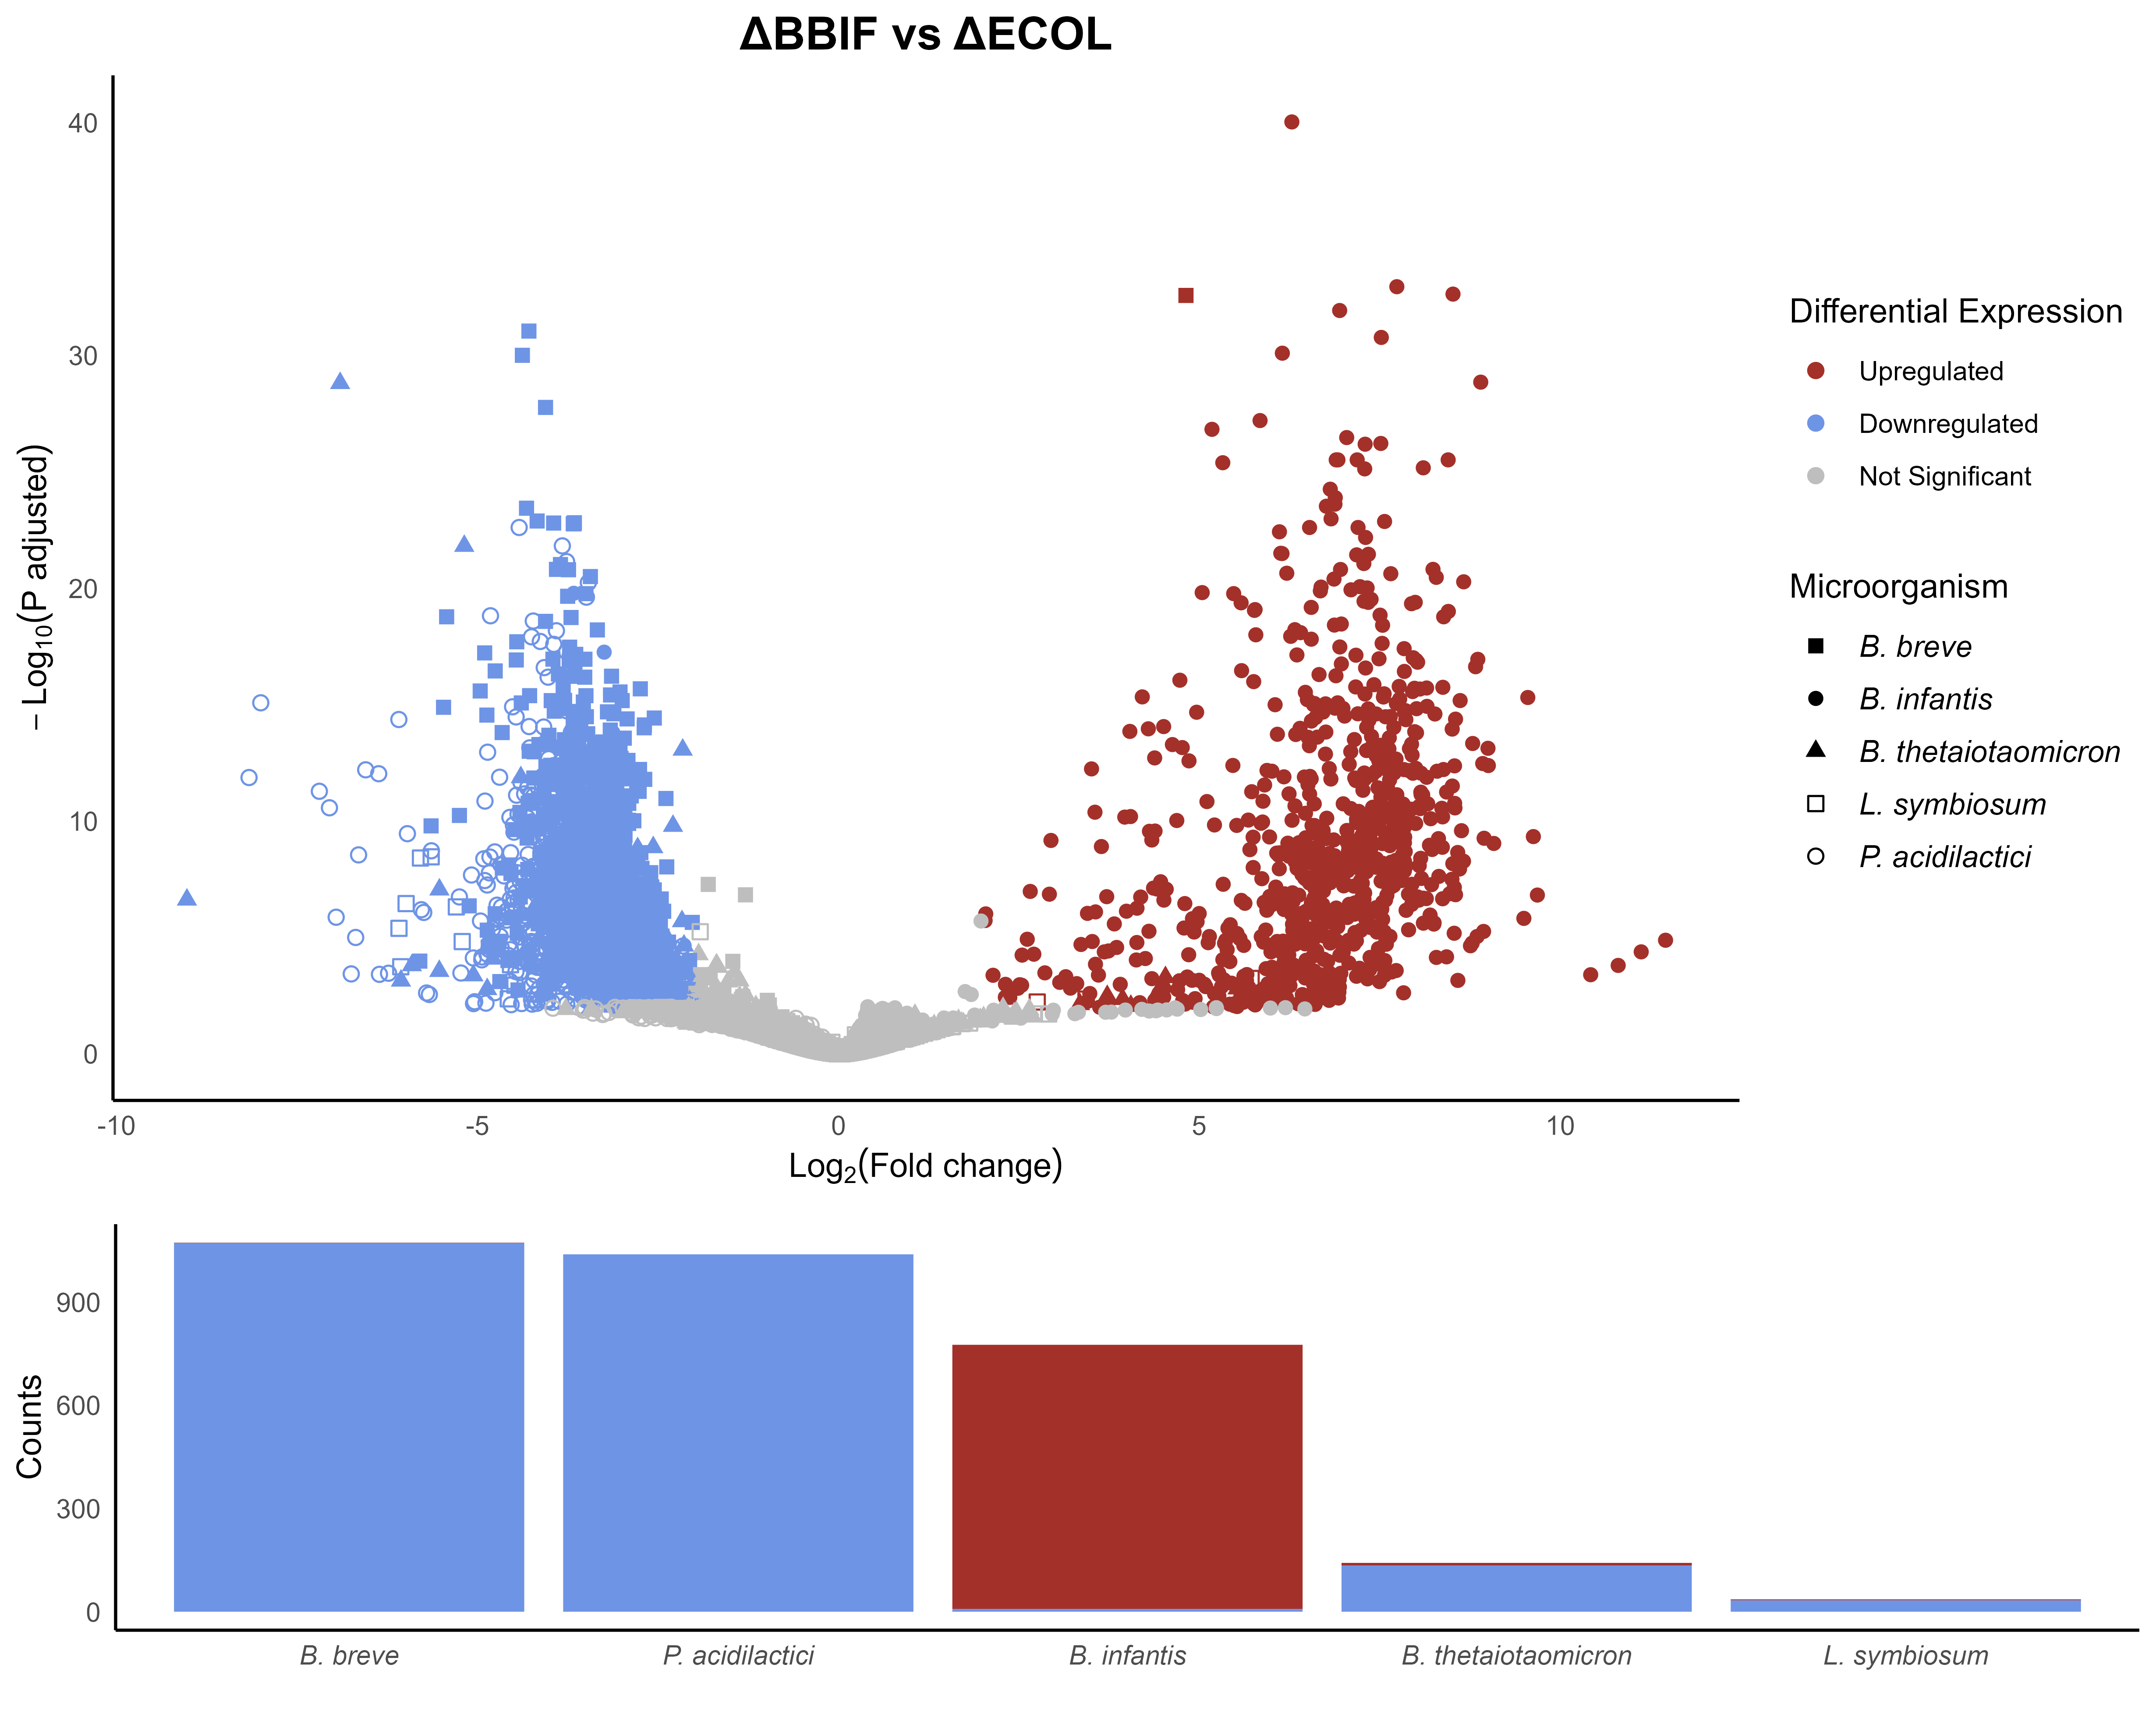 ΔBBIF vs ΔECOL
40
30
20
10
0
− Log₁₀(P adjusted)
-10 -5 0 5 10
Log₂(Fold change)
Differential Expression
Upregulated
Downregulated
Not Significant
Microorganism
B. breve
B. infantis
B. thetaiotaomicron
L. symbiosum
P. acidilactici
900
600
300
0
Counts
B. breve P. acidilactici B. infantis B. thetaiotaomicron L. symbiosum